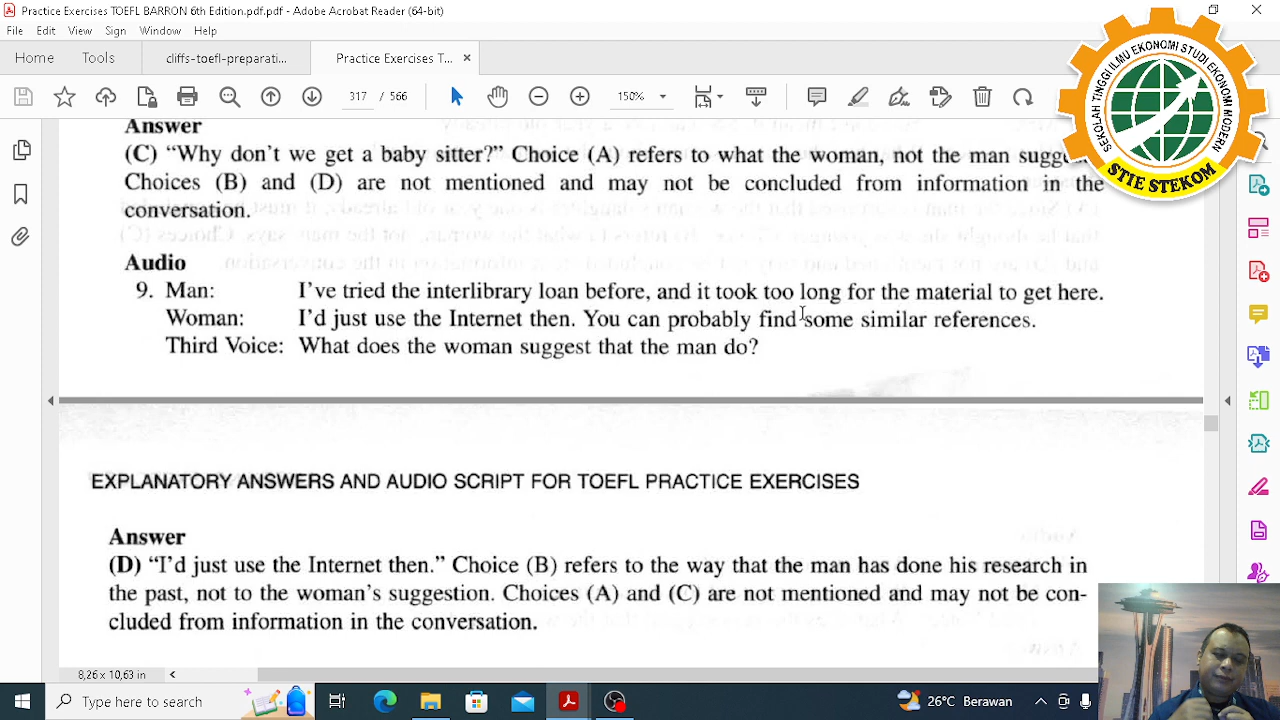 Practice Exercises TOEFL BARRON 6th Edition.pdf.pdf - Adobe Acrobat Reader (64-bit)
File Edit View Sign Window Help
Home Tools cliffs-toefl-preparati... Practice Exercises T... ×
317 / 566 150%
SEKOLAH TINGGI ILMU EKONOMI STUDI EKONOMI MODERN
STIE STEKOM
Answer
(C) “Why don’t we get a baby sitter?” Choice (A) refers to what the woman, not the man
Choices (B) and (D) are not mentioned and may not be concluded from information in the
conversation.
Audio
9. Man: I’ve tried the interlibrary loan before, and it took too long for the material to get here.
Woman: I’d just use the Internet then. You can probably find some similar references.
Third Voice: What does the woman suggest that the man do?
EXPLANATORY ANSWERS AND AUDIO SCRIPT FOR TOEFL PRACTICE EXERCISES
Answer
(D) “I’d just use the Internet then.” Choice (B) refers to the way that the man has done his research in
the past, not to the woman’s suggestion. Choices (A) and (C) are not mentioned and may not be con-
cluded from information in the conversation.
8,26 x 10,63 in
Type here to search
26°C Berawan